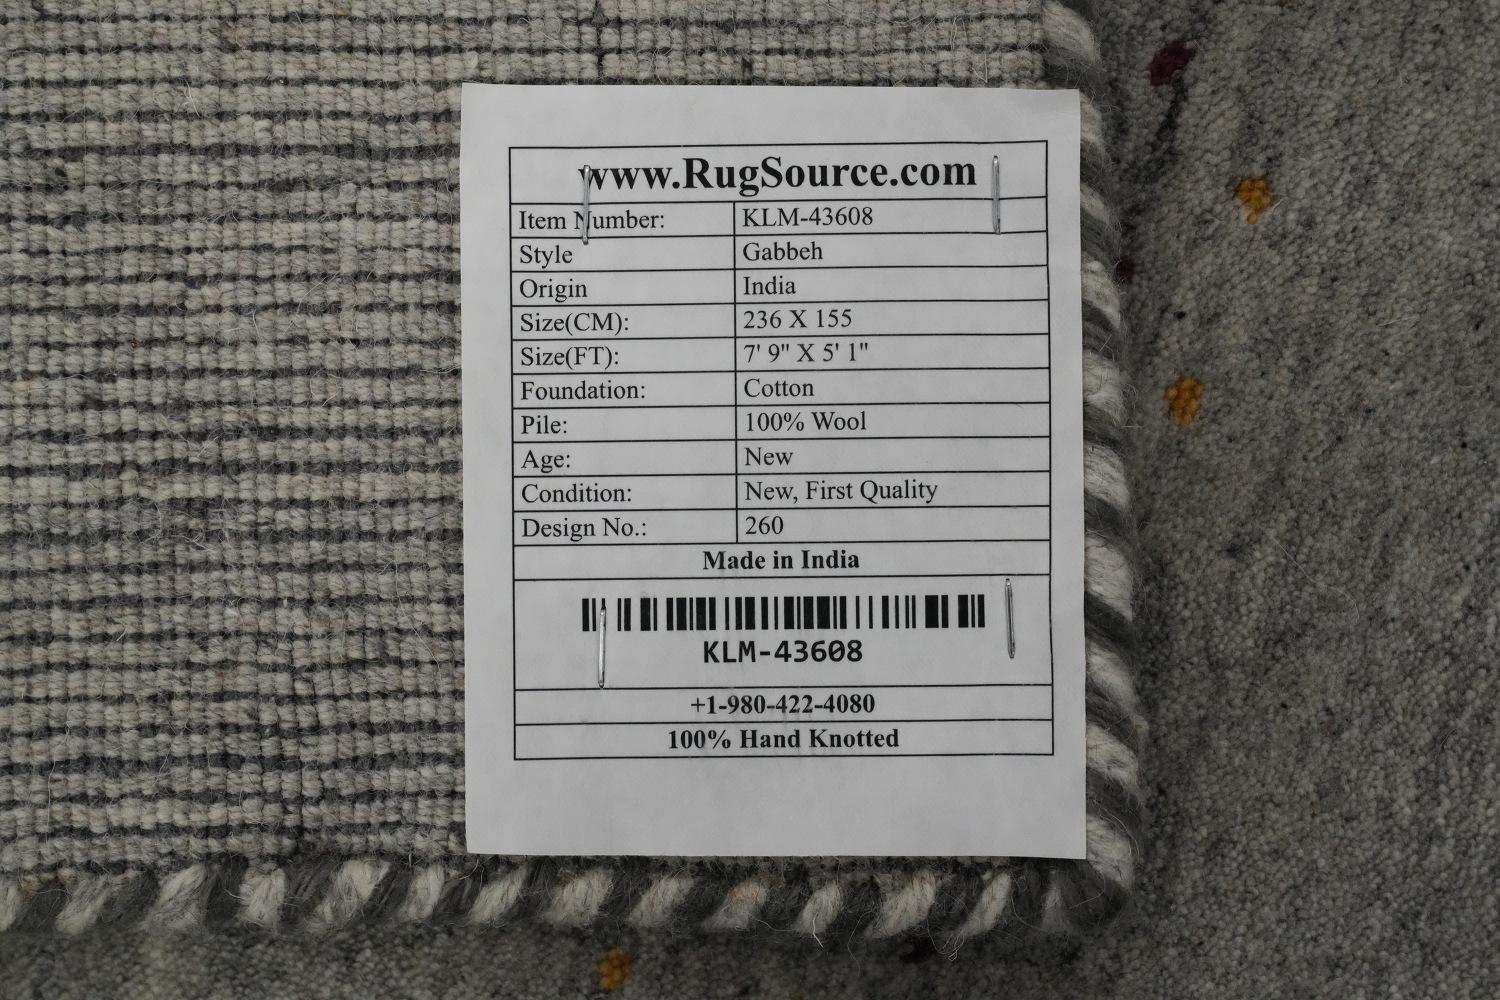 www.RugSource.com
Item Number: KLM-43608
Style Gabbeh
Origin India
Size(CM): 236 X 155
Size(FT): 7' 9" X 5' 1"
Foundation: Cotton
Pile: 100% Wool
Age: New
Condition: New, First Quality
Design No.: 260
Made in India
KLM-43608
+1-980-422-4080
100% Hand Knotted